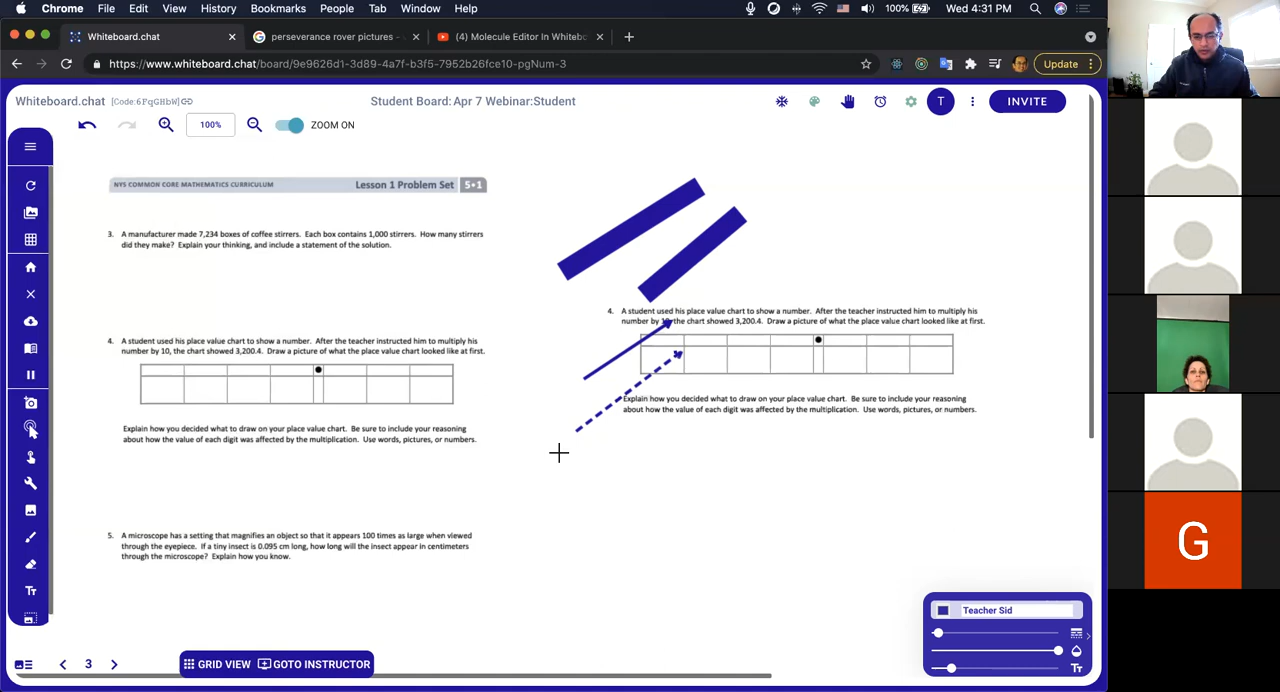 Chrome File Edit View History Bookmarks People Tab Window Help 100% Wed 4:31 PM
Whiteboard.chat perseverance rover pictures - (4) Molecule Editor In Whiteb
https://www.whiteboard.chat/board/9e9626d1-3d89-4a7f-b3f5-7952b26fce1f-pgNum-3 Update
Whiteboard.chat [Code:6FqGHbW] Student Board: Apr 7 Webinar:Student T INVITE
100% ZOOM ON
NYS COMMON CORE MATHEMATICS CURRICULUM Lesson 1 Problem Set 5•1
3. A manufacturer made 7,234 boxes of coffee stirrers. Each box contains 1,000 stirrers. How many stirrers
did they make? Explain your thinking, and include a statement of the solution.
4. A student used his place value chart to show a number. After the teacher instructed him to multiply his
number by 10, the chart showed 3,200.4. Draw a picture of what the place value chart looked like at first.
Explain how you decided what to draw on your place value chart. Be sure to include your reasoning
about how the value of each digit was affected by the multiplication. Use words, pictures, or numbers.
5. A microscope has a setting that magnifies an object so that it appears 100 times as large when viewed
through the eyepiece. If a tiny insect is 0.095 cm long, how long will the insect appear in centimeters
through the microscope? Explain how you know.
4. A student used his place value chart to show a number. After the teacher instructed him to multiply his
number by 10, the chart showed 3,200.4. Draw a picture of what the place value chart looked like at first.
Explain how you decided what to draw on your place value chart. Be sure to include your reasoning
about how the value of each digit was affected by the multiplication. Use words, pictures, or numbers.
Tт
Teacher Sid
Tт
3 GRID VIEW GOTO INSTRUCTOR
G